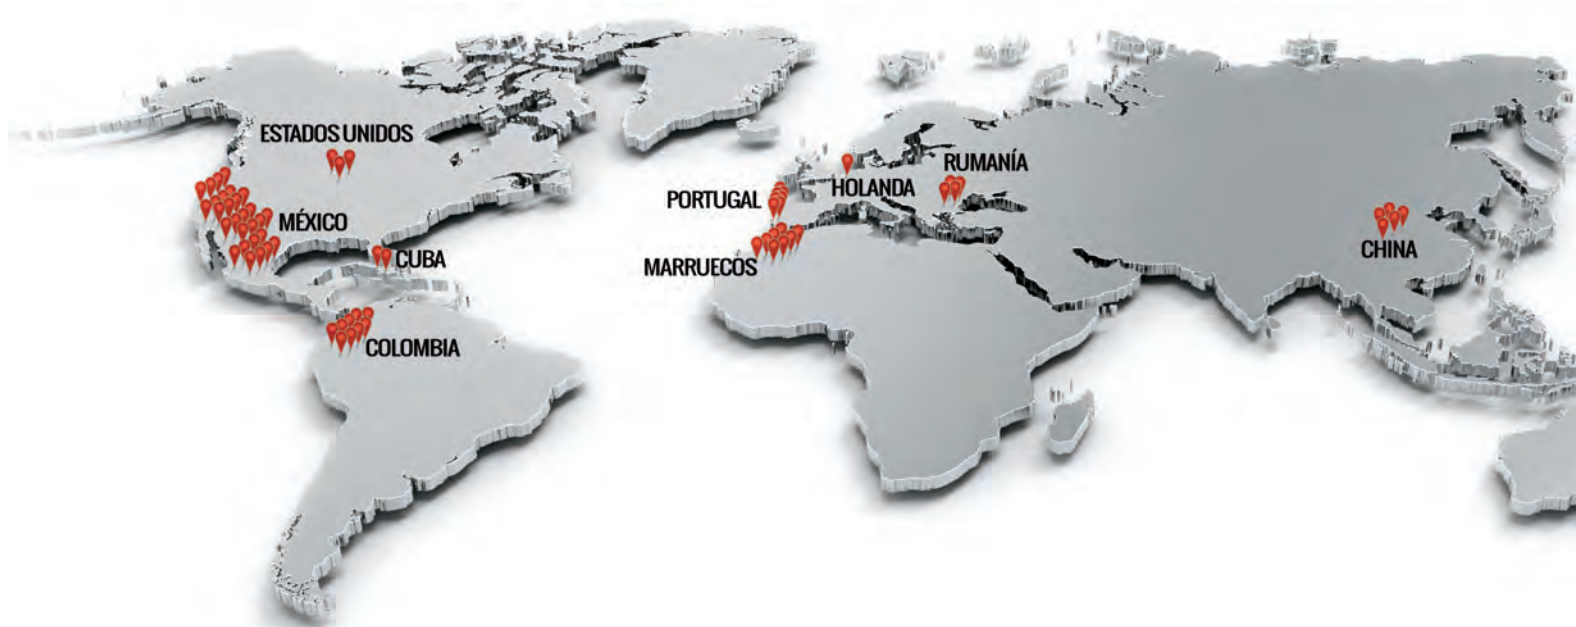 ESTADOS UNIDOS
RUMANÍA
HOLANDA
PORTUGAL
MÉXICO
CHINA
CUBA
MARRUECOS
COLOMBIA